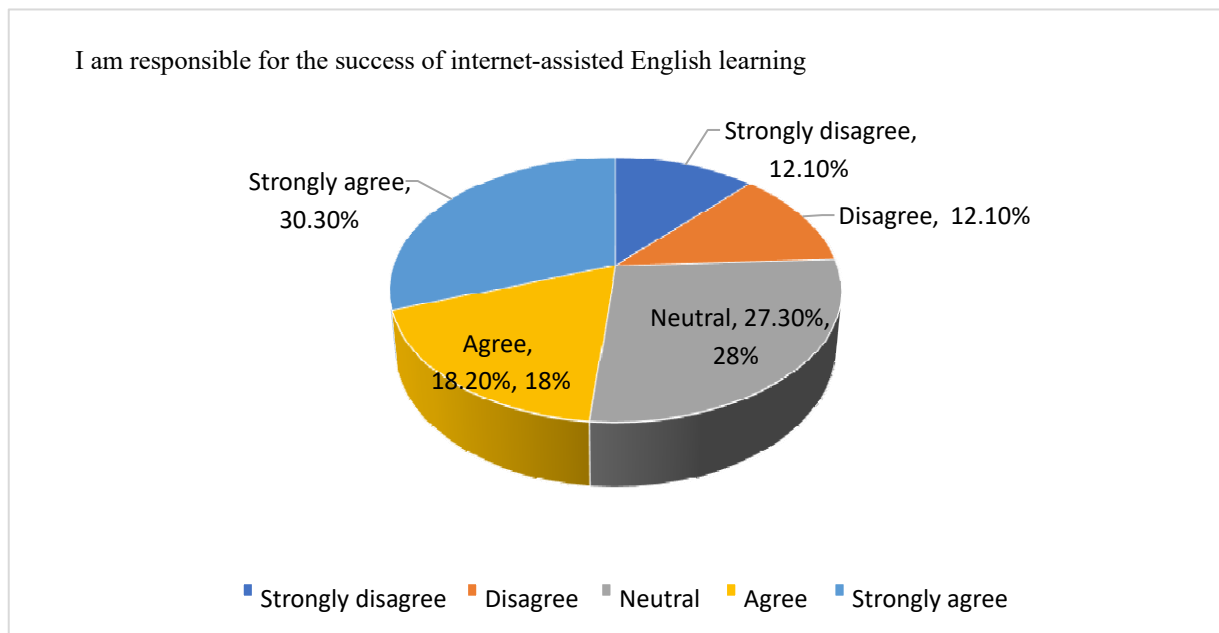 I am responsible for the success of internet-assisted English learning
Strongly disagree,
12.10%
Disagree, 12.10%
Neutral, 27.30%,
28%
Agree,
18.20%, 18%
Strongly agree,
30.30%
Strongly disagree Disagree Neutral Agree Strongly agree